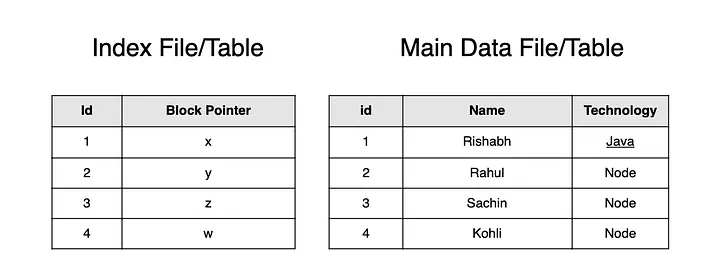 Index File/Table
Main Data File/Table
Id Block Pointer
1 x
2 y
3 z
4 w
id Name Technology
1 Rishabh Java
2 Rahul Node
3 Sachin Node
4 Kohli Node